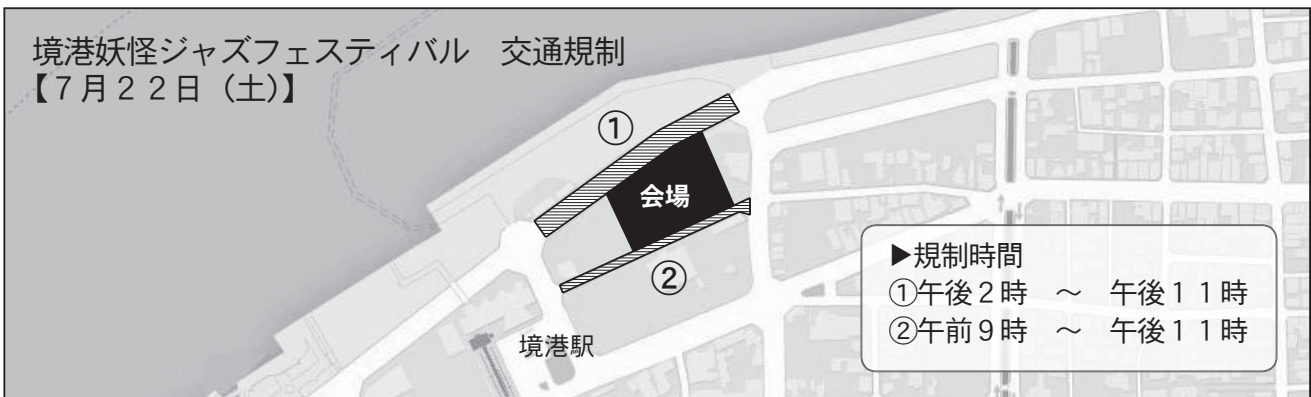 境港妖怪ジャズフェスティバル　交通規制
【７月２２日（土）】
①
会場
②
境港駅
▶規制時間
①午後２時　～　午後１１時
②午前９時　～　午後１１時